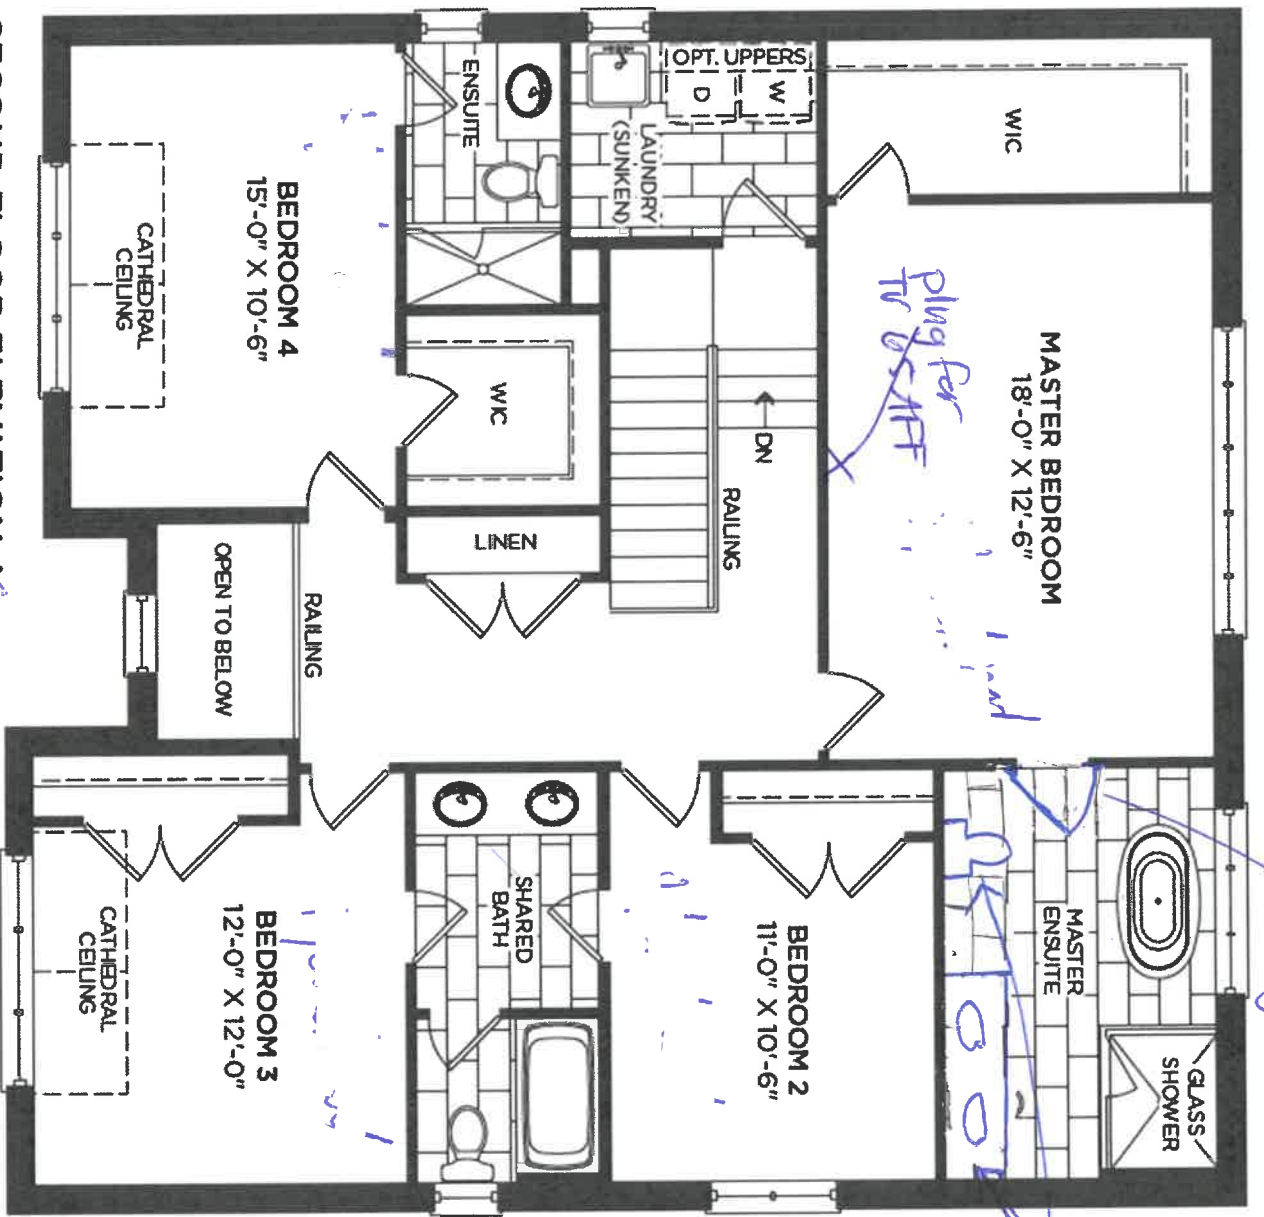 WIC
MASTER BEDROOM
18'-0" X 12'-6"
plug for
TV 65 AFF
OPT. UPPERS
W
D
LAUNDRY
(SUNKEN)
ENSUITE
DN
RAILING
WIC
LINEN
BEDROOM 4
15'-0" X 10'-6"
CATHEDRAL
CEILING
RAILING
OPEN TO BELOW
GLASS
SHOWER
MASTER
ENSUITE
BEDROOM 2
11'-0" X 10'-6"
SHARED
BATH
BEDROOM 3
12'-0" X 12'-0"
CATHEDRAL
CEILING